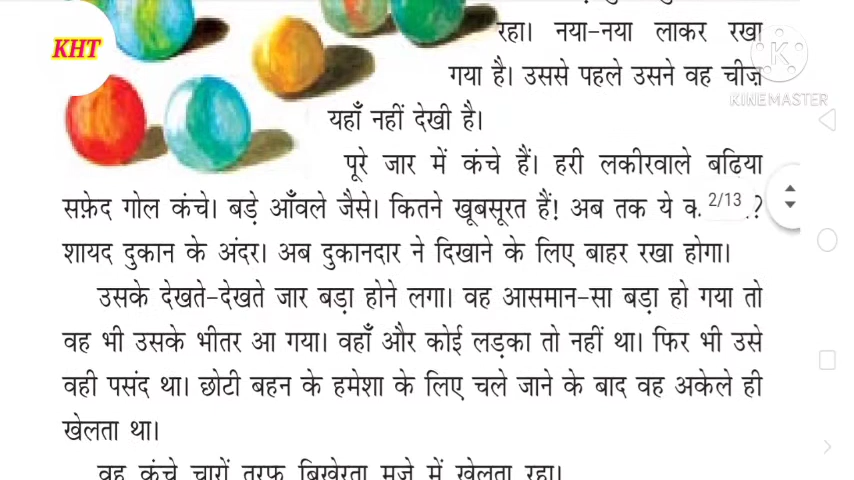 KHT
रहा। नया-नया लाकर रखा
गया है। उससे पहले उसने वह चीज़
KINEMASTER
यहाँ नहीं देखी है।
पूरे जार में कंचे हैं। हरी लकीरवाले बढ़िया
सफ़ेद गोल कंचे। बड़े आँवले जैसे। कितने खूबसूरत हैं! अब तक ये ?
2/13
शायद दुकान के अंदर। अब दुकानदार ने दिखाने के लिए बाहर रखा होगा।
उसके देखते-देखते जार बड़ा होने लगा। वह आसमान-सा बड़ा हो गया तो
वह भी उसके भीतर आ गया। वहाँ और कोई लड़का तो नहीं था। फिर भी उसे
वही पसंद था। छोटी बहन के हमेशा के लिए चले जाने के बाद वह अकेले ही
खेलता था।
वह कंचे चारों तरफ़ बिखेरता मज़े में खेलता रहा।